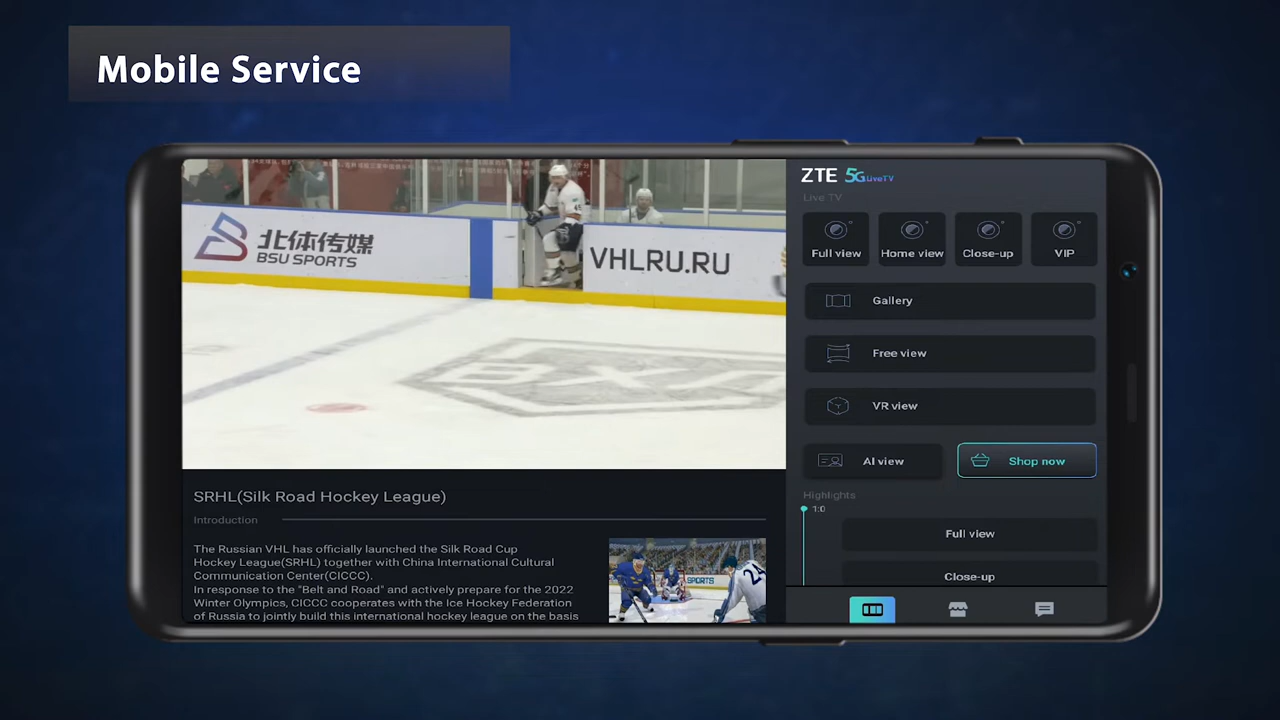 Mobile Service
北体传媒
BSU SPORTS
VHLRU.RU
ВХЛ
45
SRHL(Silk Road Hockey League)
Introduction
The Russian VHL has officially launched the Silk Road Cup
Hockey League(SRHL) together with China International Cultural
Communication Center(CICCC).
In response to the "Belt and Road" and actively prepare for the 2022
Winter Olympics, CICCC cooperates with the Ice Hockey Federation
of Russia to jointly build this international hockey league on the basis
SPORTS
24
ZTE 5G LiveTV
Live TV
Full view
Home view
Close-up
VIP
Gallery
Free view
VR view
AI view
Shop now
Highlights
1:0
Full view
Close-up